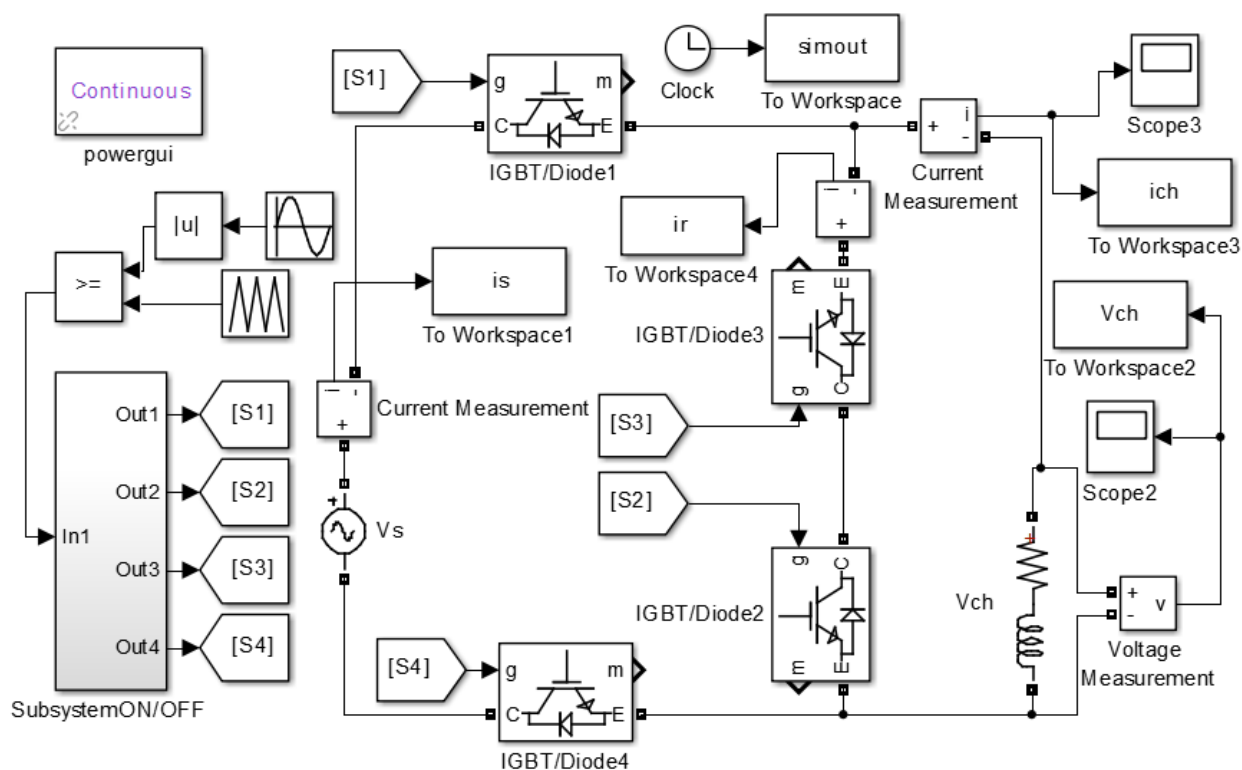 Continuous
powergui
[S1]
g
m
C
E
IGBT/Diode1
Clock
simout
To Workspace
+
i
-
Current
Measurement
Scope3
ich
To Workspace3
|u|
>=
is
To Workspace1
ir
To Workspace4
i
-
+
m
E
IGBT/Diode3
g
C
Vch
To Workspace2
i
-
+
Current Measurement
Out1
[S1]
Out2
[S2]
Out3
[S3]
Out4
[S4]
In1
SubsystemON/OFF
[S3]
[S2]
Scope2
+
Vs
g
C
IGBT/Diode2
m
E
+
Vch
+
-
v
Voltage
Measurement
[S4]
g
m
C
E
IGBT/Diode4